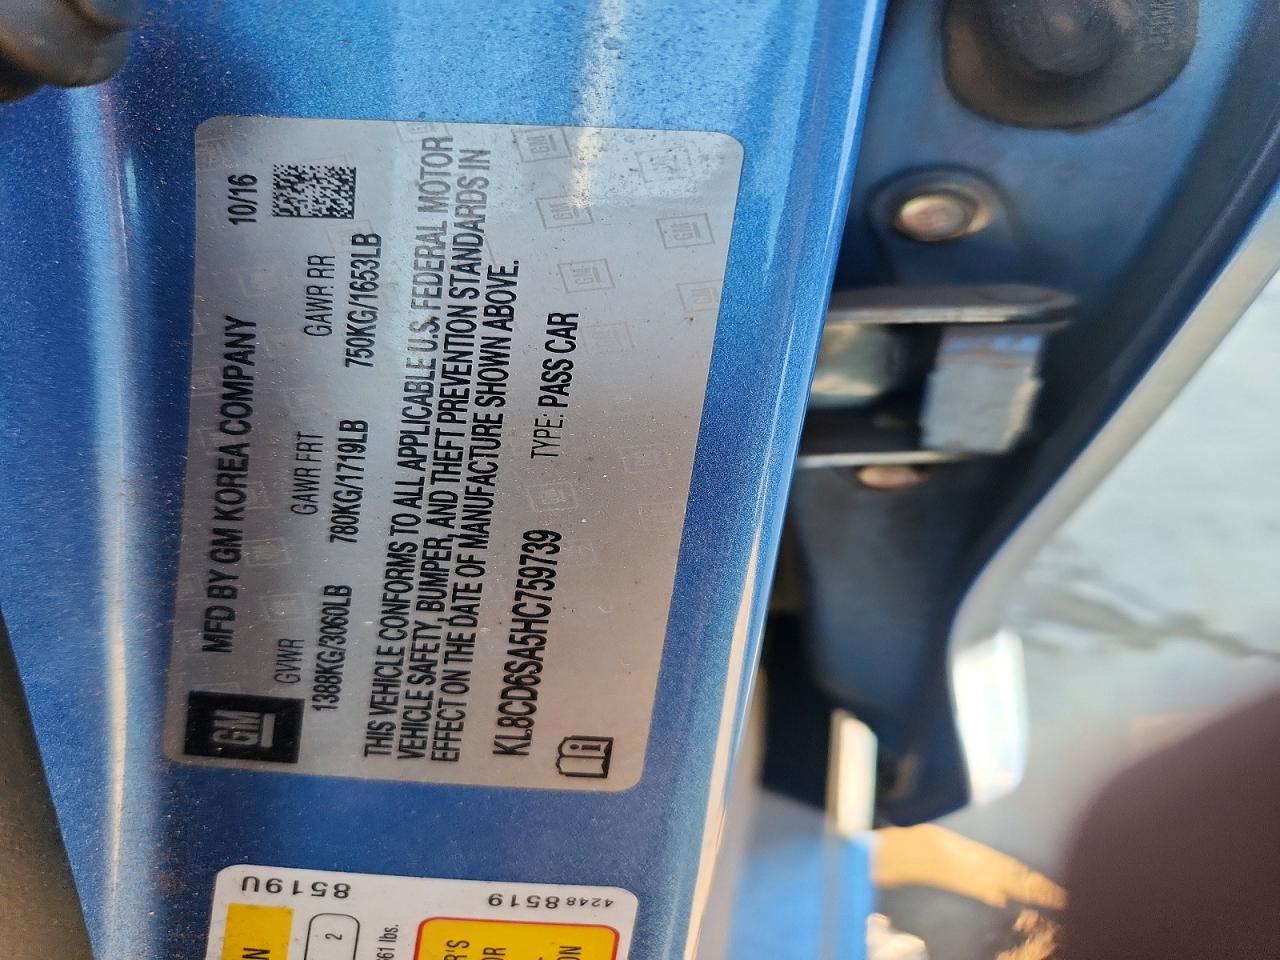 GM
MFD BY GM KOREA COMPANY 10/16
GVWR GAWR FRT GAWR RR
1388KG/3060LB 780KG/1719LB 750KG/1653LB
THIS VEHICLE CONFORMS TO ALL APPLICABLE U.S. FEDERAL MOTOR
VEHICLE SAFETY, BUMPER, AND THEFT PREVENTION STANDARDS IN
EFFECT ON THE DATE OF MANUFACTURE SHOWN ABOVE.
KL8CD6SA5HC759739 TYPE: PASS CAR
8519U
4248 8519
2